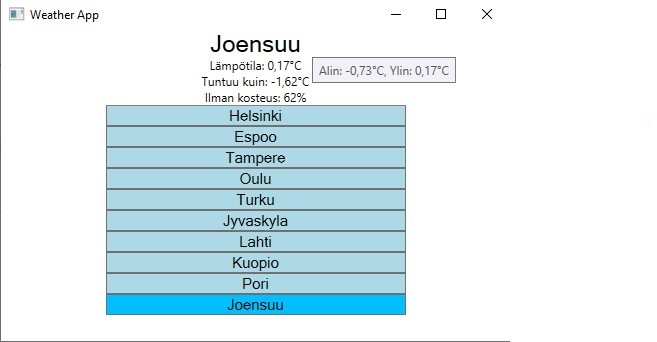 Weather App
Joensuu
Lämpötila: 0,17°C
Alin: -0,73°C, Ylin: 0,17°C
Tuntuu kuin: -1,62°C
Ilman kosteus: 62%
Helsinki
Espoo
Tampere
Oulu
Turku
Jyvaskyla
Lahti
Kuopio
Pori
Joensuu